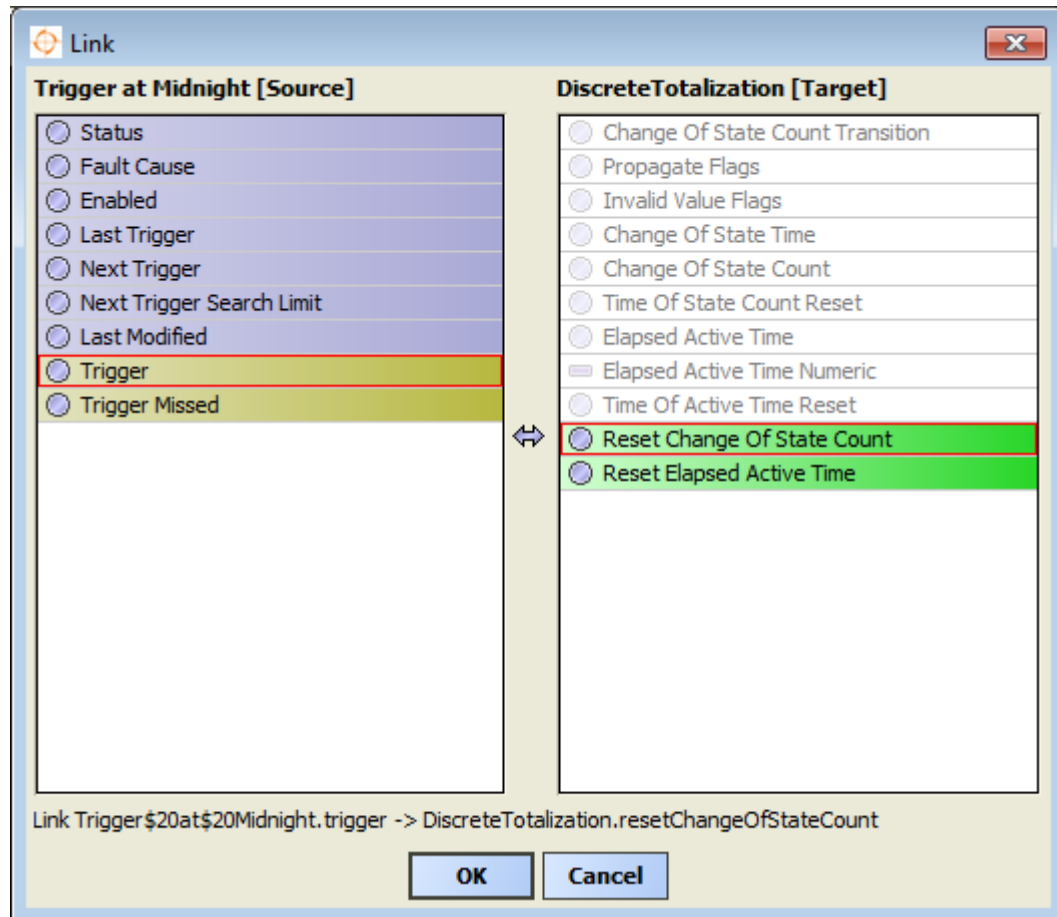 Link
Trigger at Midnight [Source]
Status
Fault Cause
Enabled
Last Trigger
Next Trigger
Next Trigger Search Limit
Last Modified
Trigger
Trigger Missed
DiscreteTotalization [Target]
Change Of State Count Transition
Propagate Flags
Invalid Value Flags
Change Of State Time
Change Of State Count
Time Of State Count Reset
Elapsed Active Time
Elapsed Active Time Numeric
Time Of Active Time Reset
Reset Change Of State Count
Reset Elapsed Active Time
Link Trigger$20at$20Midnight.trigger -> DiscreteTotalization.resetChangeOfStateCount
OK
Cancel